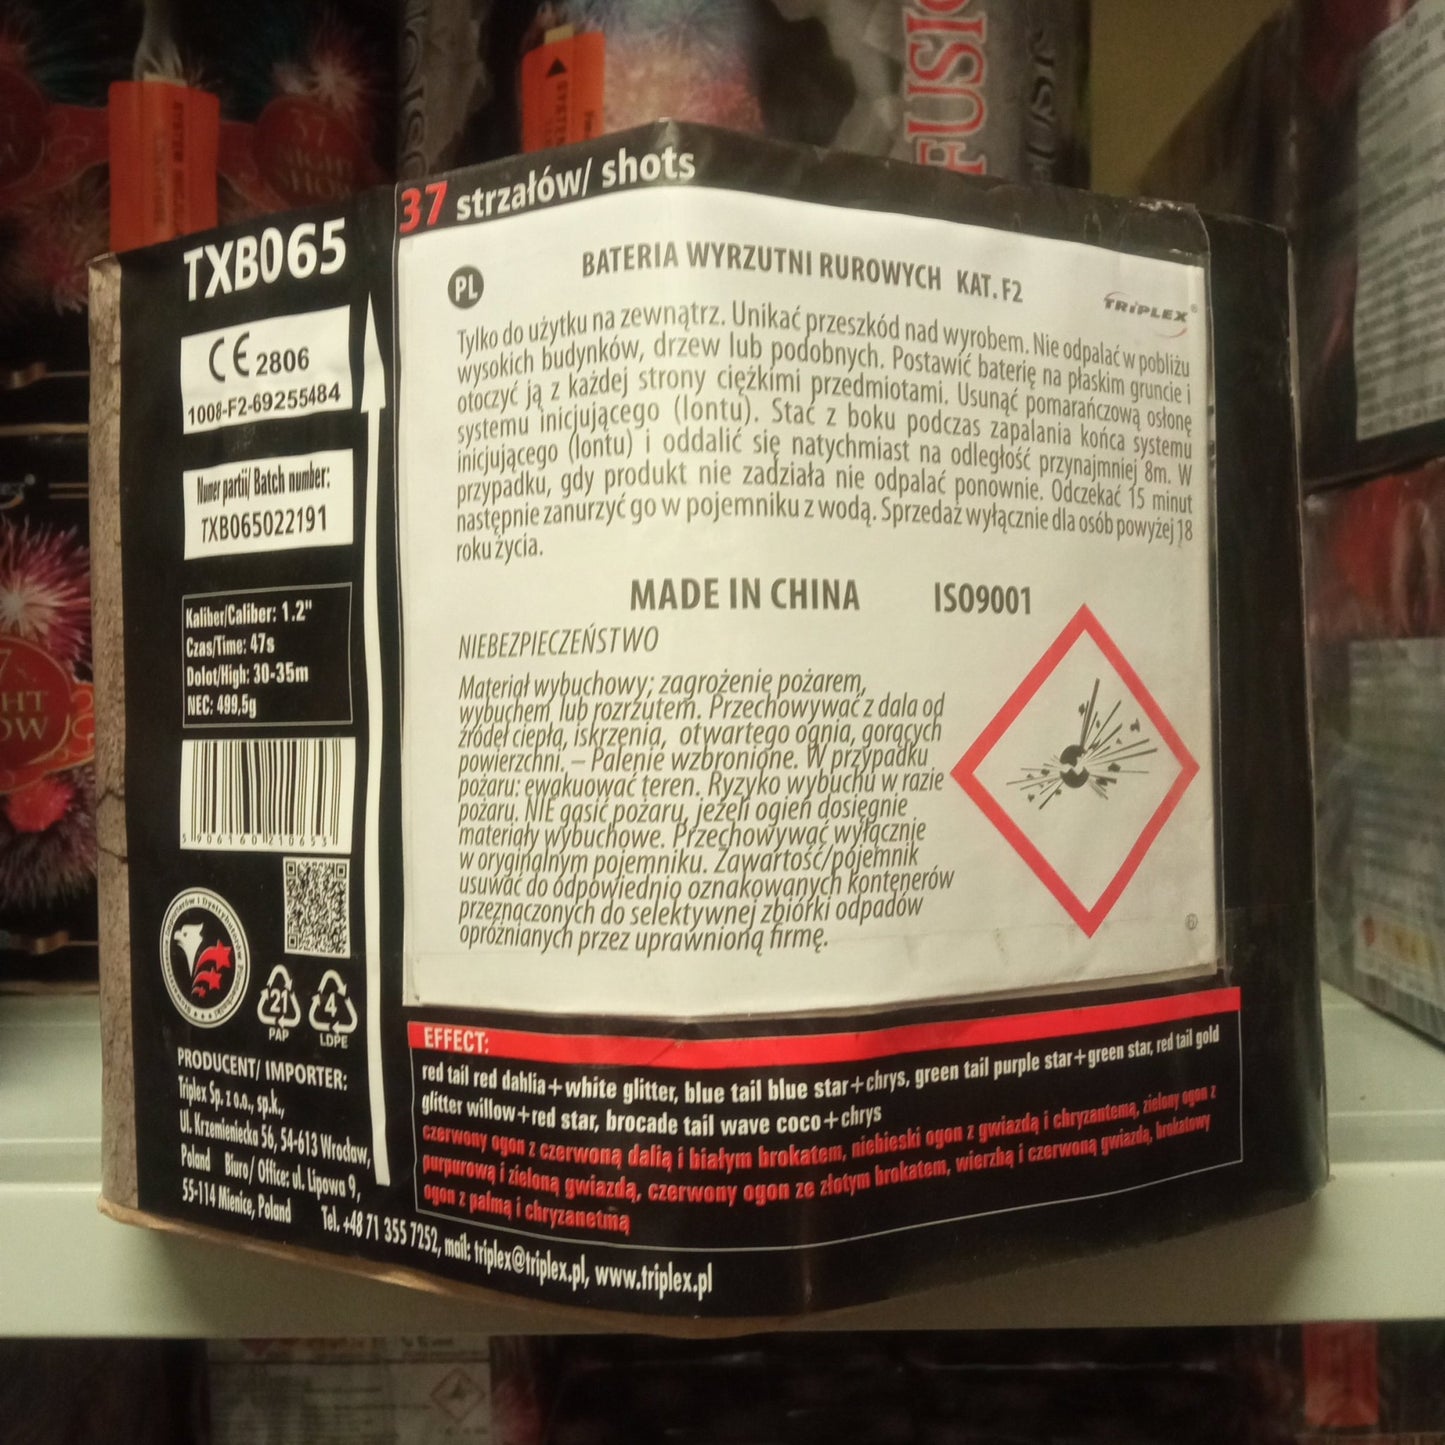 37 strzałów/ shots
TXB065
CE 2806
1008-F2-69255484
Numer partii/ Batch number:
TXB065022191
Kaliber/Caliber: 1.2"
Czas/Time: 47s
Dolot/High: 30-35m
NEC: 499,5g
5906160210653
21
PAP
4
LDPE
PRODUCENT/ IMPORTER:
Triplex Sp. z o.o., sp.k.,
Ul. Krzemieniecka 56, 54-613 Wrocław,
Poland Biuro/ Office: ul. Lipowa 9,
55-114 Mienice, Poland
Tel. +48 71 355 7252, mail: triplex@triplex.pl, www.triplex.pl
PL
BATERIA WYRZUTNI RUROWYCH KAT. F2
TRIPLEX®
Tylko do użytku na zewnątrz. Unikać przeszkód nad wyrobem. Nie odpalać w pobliżu
wysokich budynków, drzew lub podobnych. Postawić baterię na płaskim gruncie i
otoczyć ją z każdej strony ciężkimi przedmiotami. Usunąć pomarańczową osłonę
systemu inicjującego (lontu). Stać z boku podczas zapalania końca systemu
inicjującego (lontu) i oddalić się natychmiast na odległość przynajmniej 8m. W
przypadku, gdy produkt nie zadziała nie odpalać ponownie. Odczekać 15 minut
następnie zanurzyć go w pojemniku z wodą. Sprzedaż wyłącznie dla osób powyżej 18
roku życia.
MADE IN CHINA ISO9001
NIEBEZPIECZEŃSTWO
Materiał wybuchowy; zagrożenie pożarem,
wybuchem lub rozrzutem. Przechowywać z dala od
źródeł ciepła, iskrzenia, otwartego ognia, gorących
powierzchni. – Palenie wzbronione. W przypadku
pożaru: ewakuować teren. Ryzyko wybuchu w razie
pożaru. NIE gasić pożaru, jeżeli ogień dosięgnie
materiały wybuchowe. Przechowywać wyłącznie
w oryginalnym pojemniku. Zawartość/pojemnik
usuwać do odpowiednio oznakowanych kontenerów
przeznaczonych do selektywnej zbiórki odpadów
opróżnianych przez uprawnioną firmę.
EFFECT:
red tail red dahlia+white glitter, blue tail blue star+chrys, green tail purple star+green star, red tail gold
glitter willow+red star, brocade tail wave coco+chrys
czerwony ogon z czerwoną dalią i białym brokatem, niebieski ogon z gwiazdą i chryzantemą, zielony ogon z
purpurową i zieloną gwiazdą, czerwony ogon ze złotym brokatem, wierzbą i czerwoną gwiazdą, brokatowy
ogon z palmą i chryzanetmą
FUSI